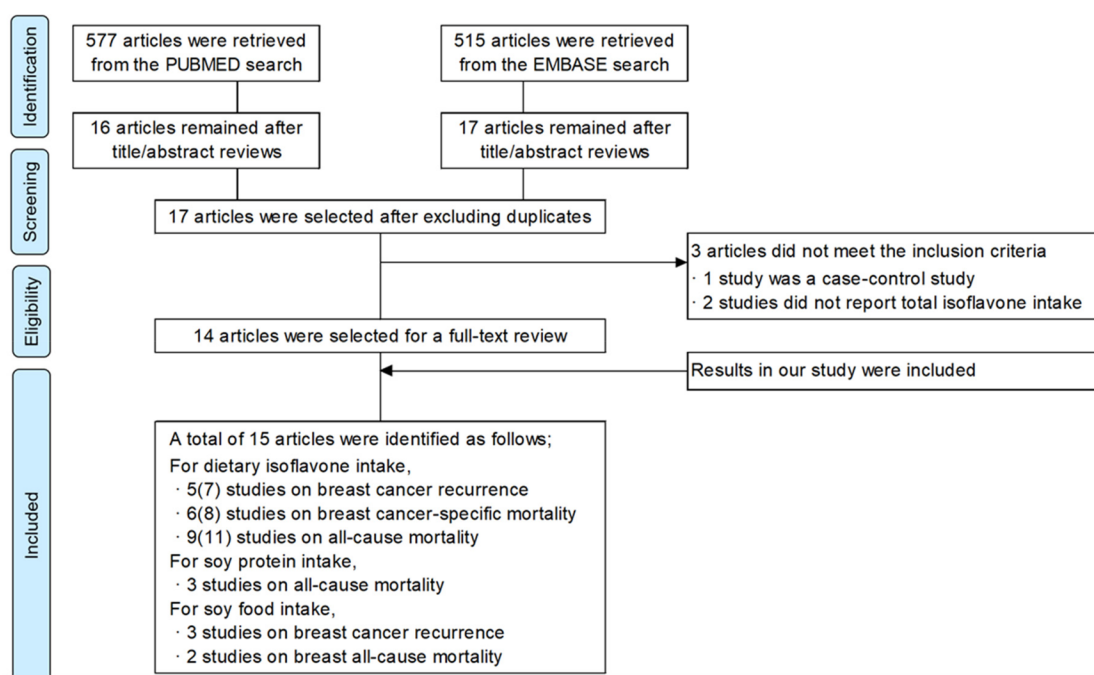 Identification
577 articles were retrieved
from the PUBMED search
515 articles were retrieved
from the EMBASE search
16 articles remained after
title/abstract reviews
17 articles remained after
title/abstract reviews
Screening
17 articles were selected after excluding duplicates
3 articles did not meet the inclusion criteria
· 1 study was a case-control study
· 2 studies did not report total isoflavone intake
Eligibility
14 articles were selected for a full-text review
Results in our study were included
Included
A total of 15 articles were identified as follows;
For dietary isoflavone intake,
· 5(7) studies on breast cancer recurrence
· 6(8) studies on breast cancer-specific mortality
· 9(11) studies on all-cause mortality
For soy protein intake,
· 3 studies on all-cause mortality
For soy food intake,
· 3 studies on breast cancer recurrence
· 2 studies on breast all-cause mortality